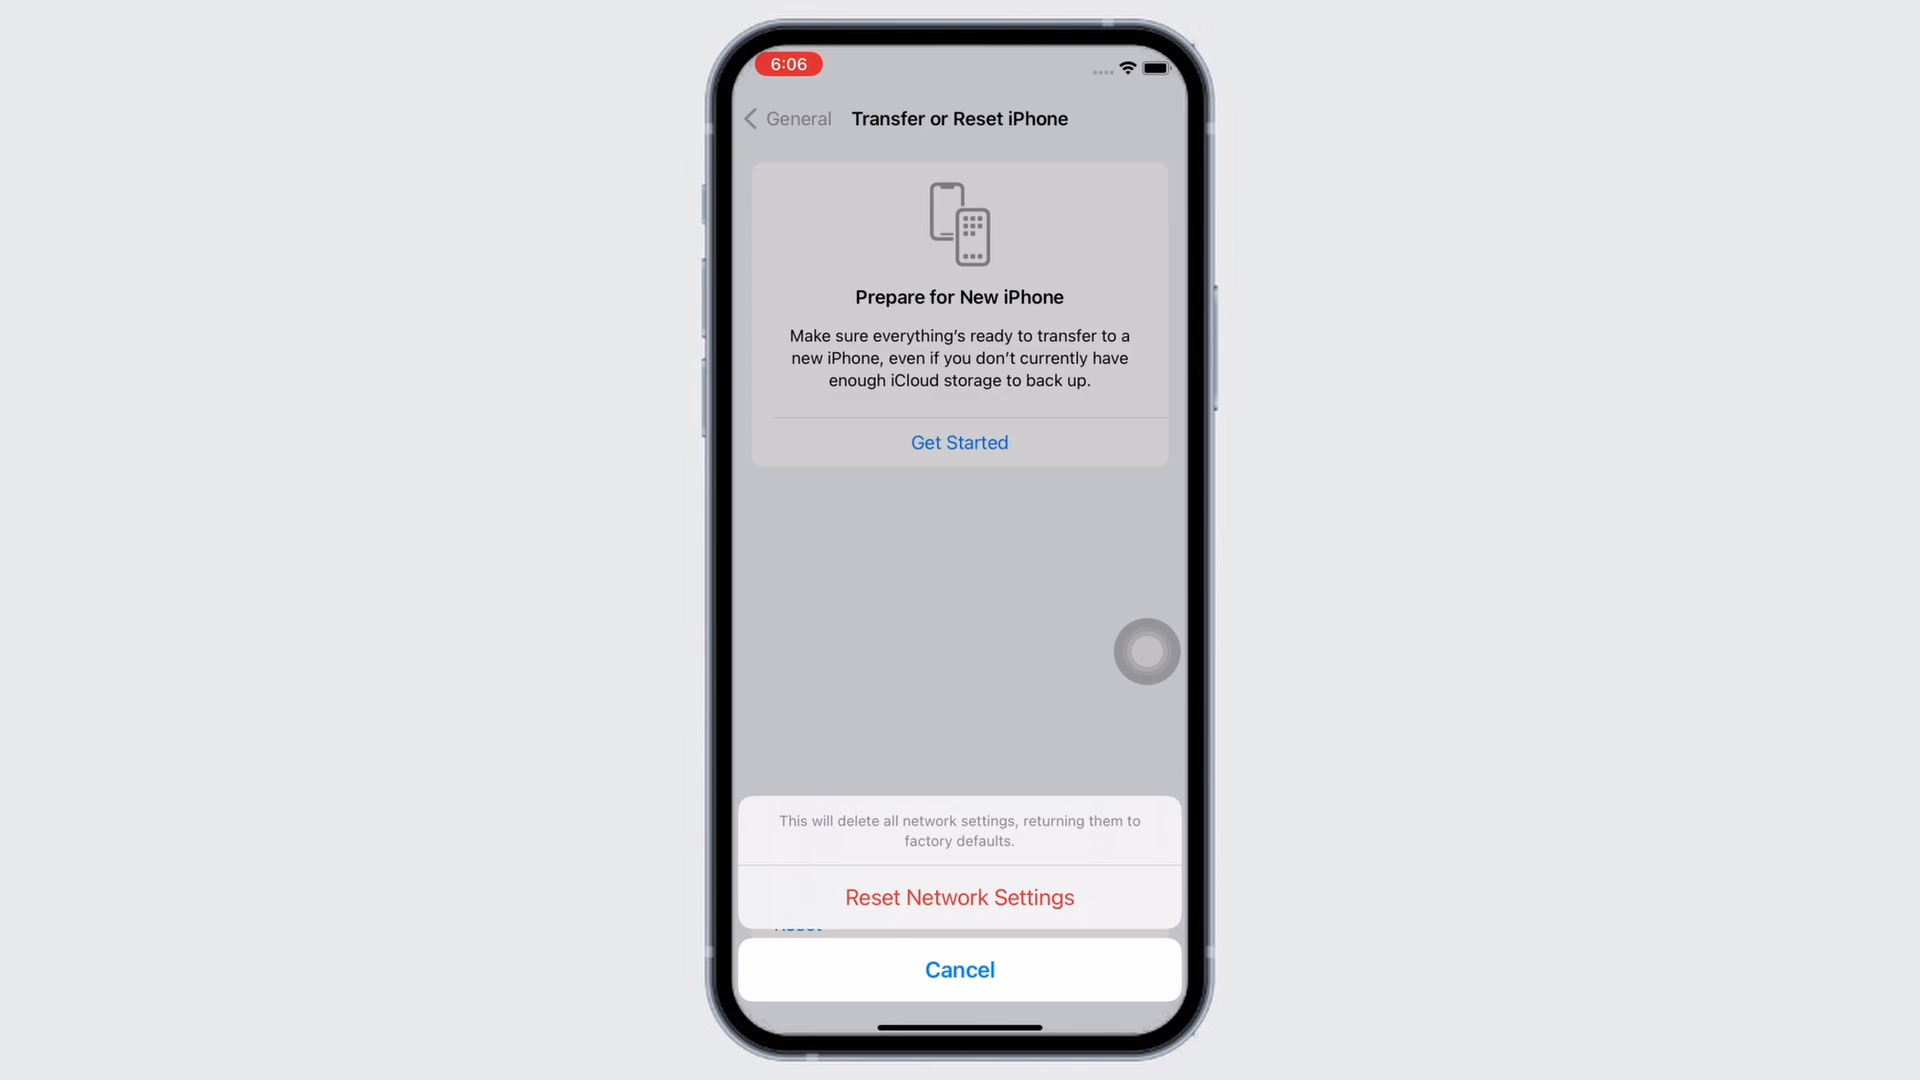 6:06
General
Transfer or Reset iPhone
Prepare for New iPhone
Make sure everything's ready to transfer to a
new iPhone, even if you don't currently have
enough iCloud storage to back up.
Get Started
This will delete all network settings, returning them to
factory defaults.
Reset Network Settings
Cancel